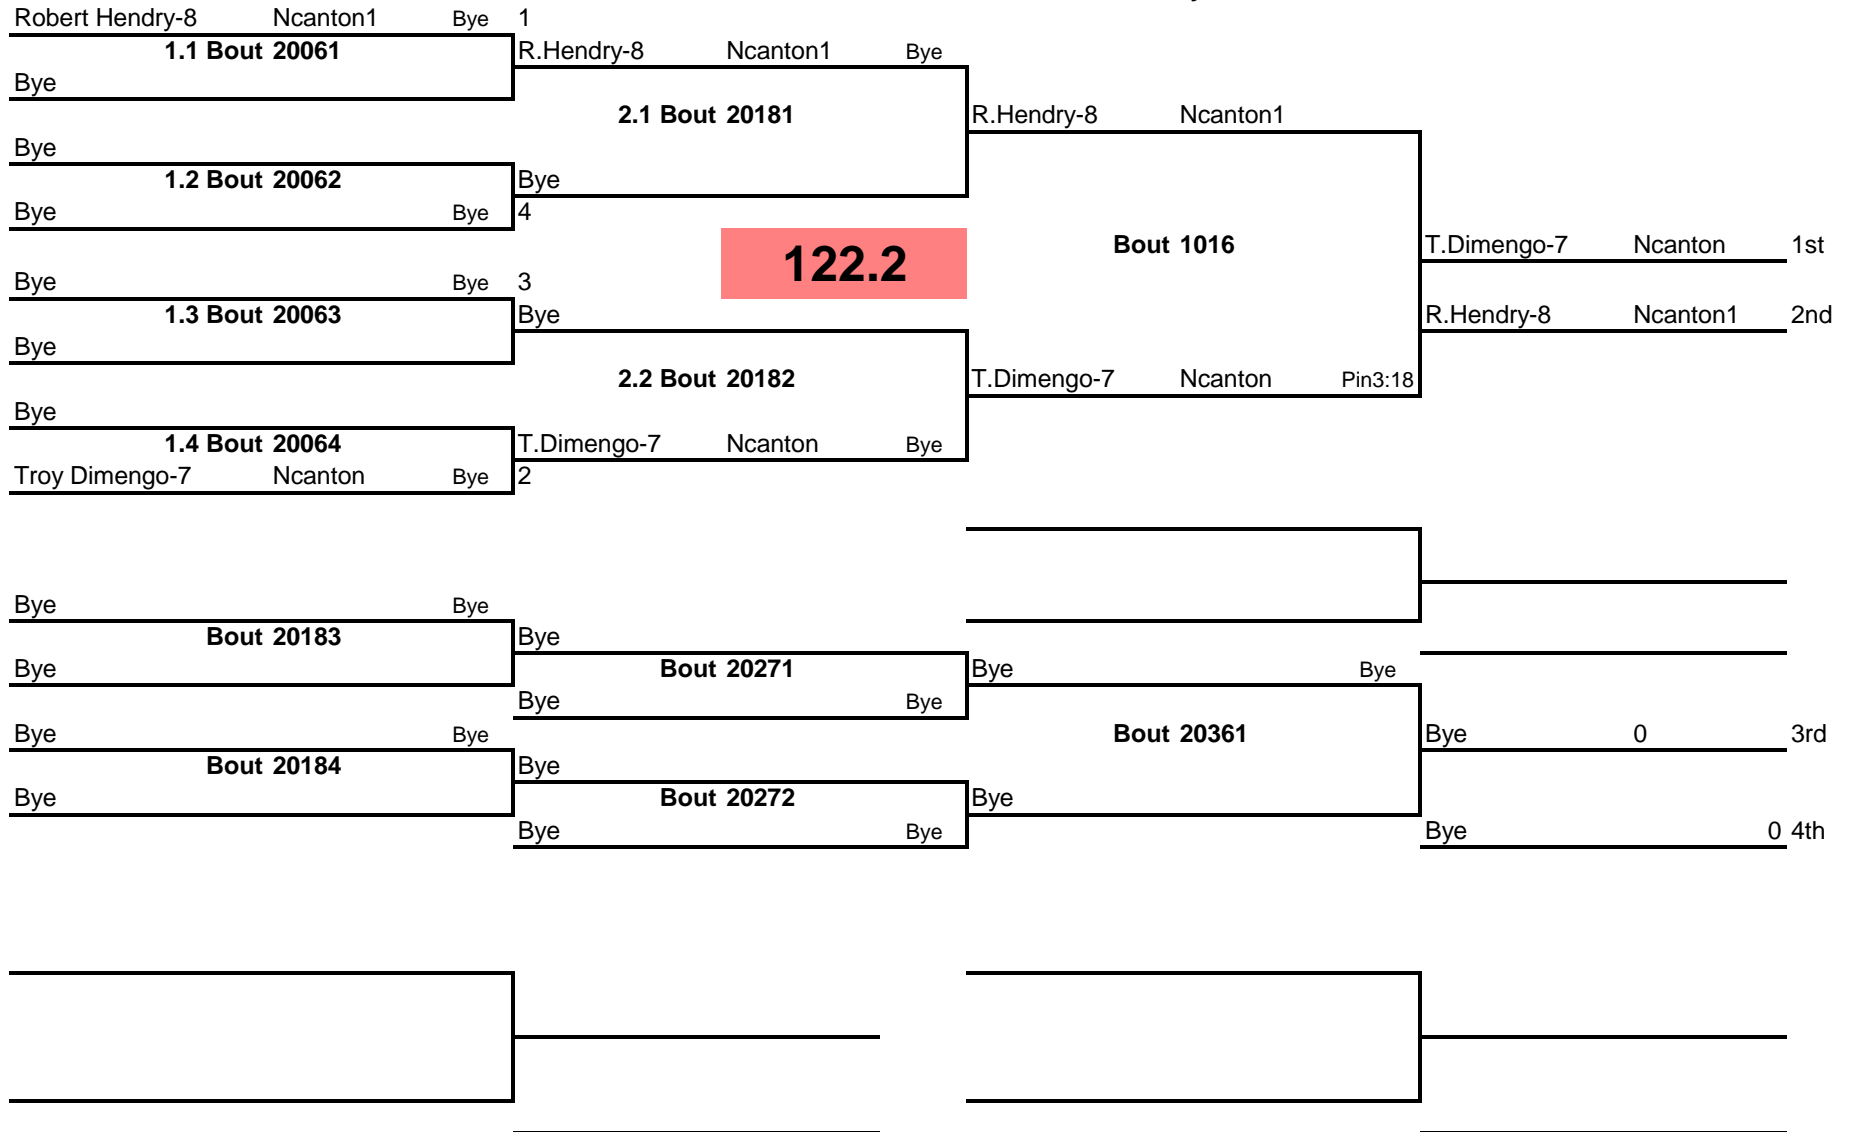 Robert Hendry-8 Ncanton1 Bye 1
1.1 Bout 20061 R.Hendry-8 Ncanton1 Bye
Bye
2.1 Bout 20181 R.Hendry-8 Ncanton1
Bye
1.2 Bout 20062 Bye
Bye Bye 4
122.2 Bout 1016 T.Dimengo-7 Ncanton 1st
Bye Bye 3
1.3 Bout 20063 Bye R.Hendry-8 Ncanton1 2nd
Bye
2.2 Bout 20182 T.Dimengo-7 Ncanton Pin3:18
Bye
1.4 Bout 20064 T.Dimengo-7 Ncanton Bye
Troy Dimengo-7 Ncanton Bye 2
Bye Bye
Bout 20183 Bye
Bye Bout 20271 Bye Bye
Bye Bye
Bye Bye Bout 20361 Bye 0 3rd
Bout 20184 Bye
Bye Bout 20272 Bye
Bye Bye Bye 0 4th